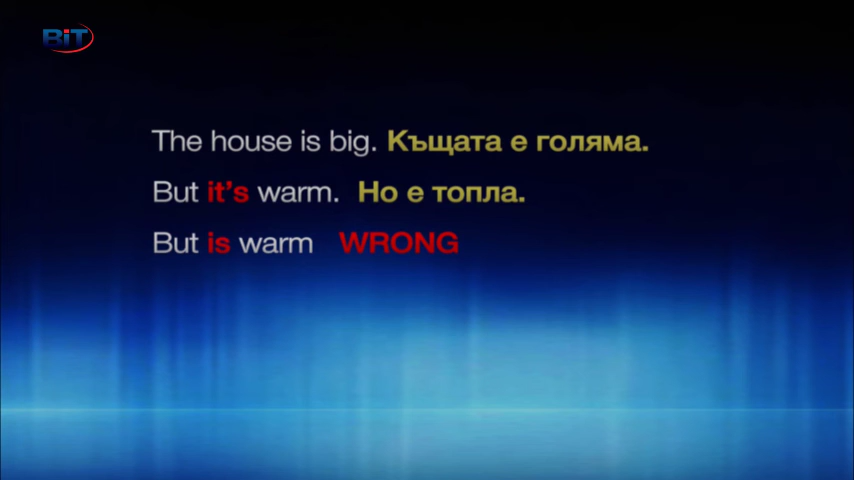 BiT
The house is big. Къщата е голяма.
But it's warm. Но е топла.
But is warm WRONG